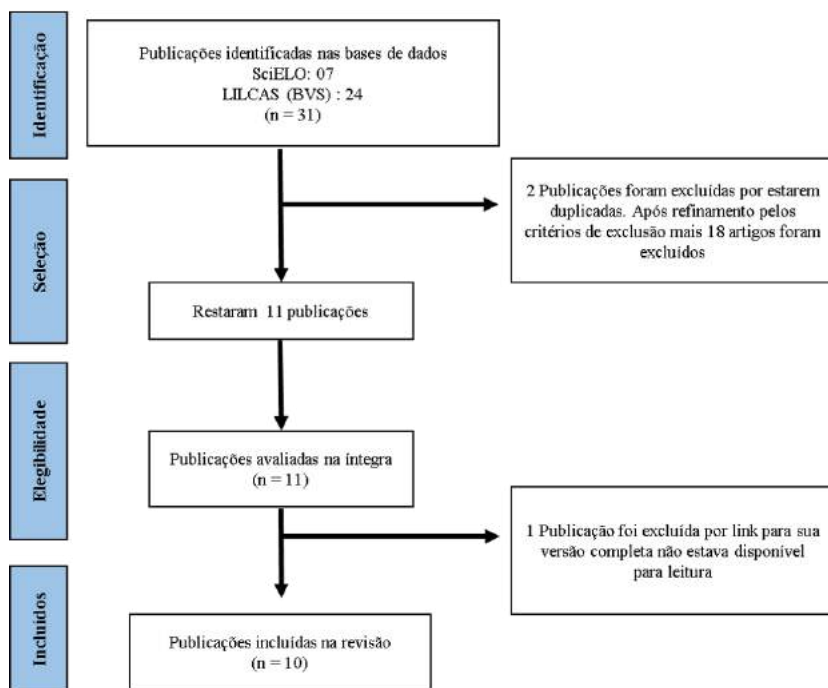 Identificação
Publicações identificadas nas bases de dados
SciELO: 07
LILCAS (BVS) : 24
(n = 31)
2 Publicações foram excluídas por estarem
duplicadas. Após refinamento pelos
critérios de exclusão mais 18 artigos foram
excluídos
Seleção
Restaram 11 publicações
Elegibilidade
Publicações avaliadas na íntegra
(n = 11)
1 Publicação foi excluída por link para sua
versão completa não estava disponível
para leitura
Incluidos
Publicações incluídas na revisão
(n = 10)